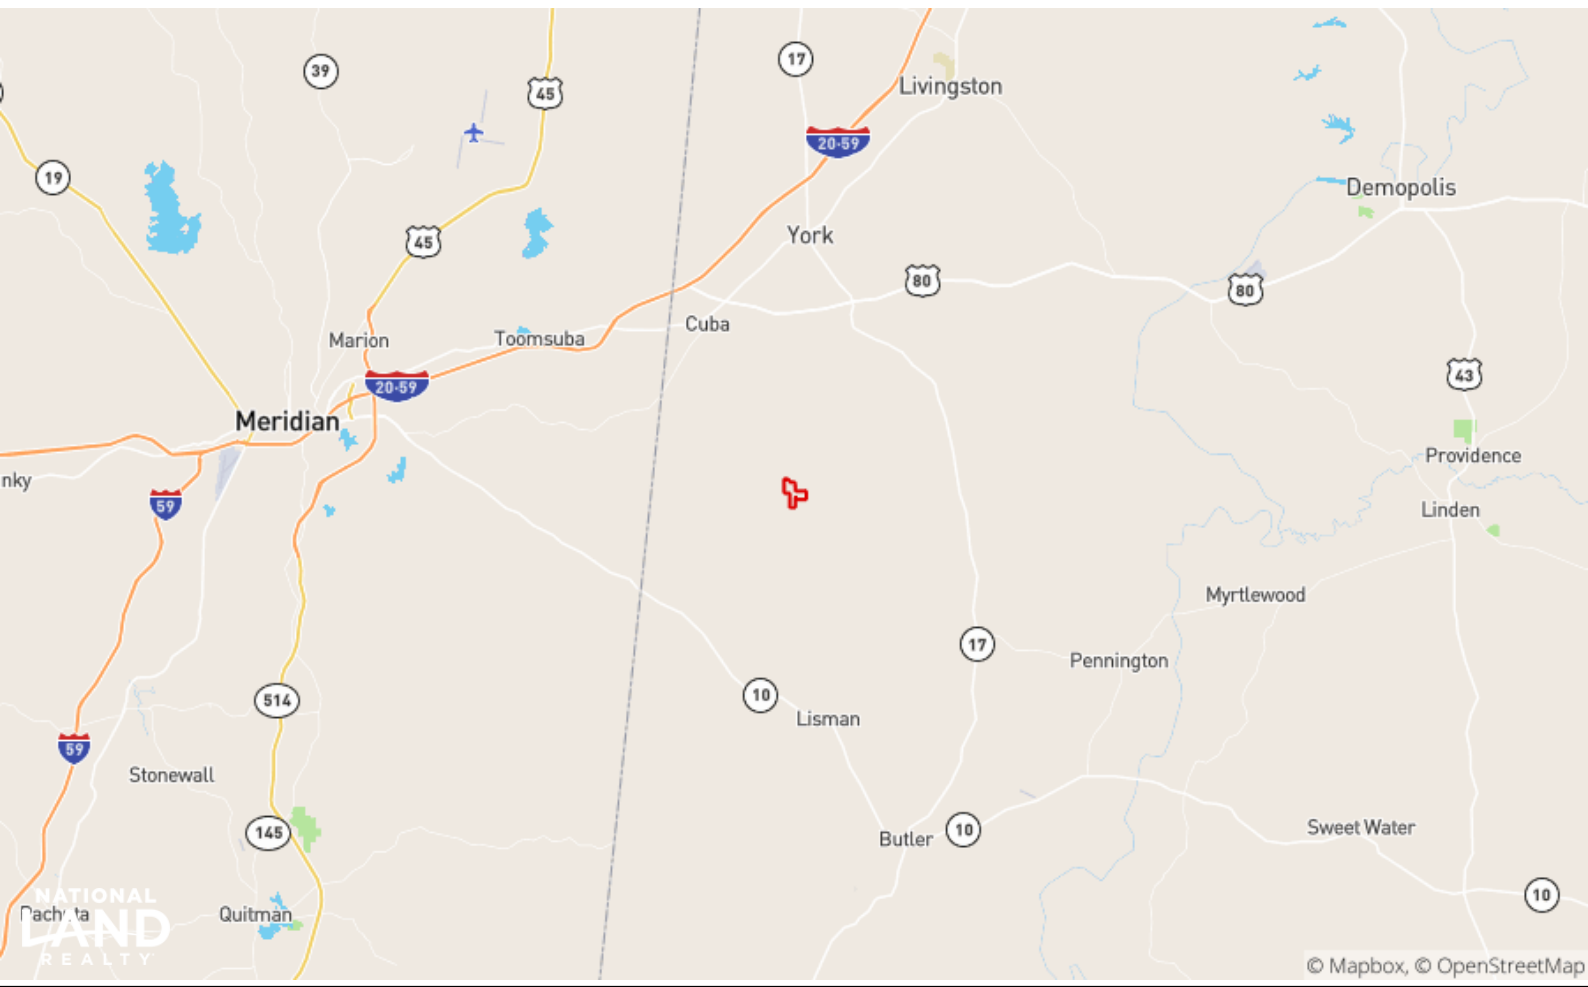 39
45
17
Livingston
20-59
19
Demopolis
45
York
80
80
Marion
Toomsuba
Cuba
20-59
43
Meridian
Providence
nky
59
Linden
Myrtlewood
17
Pennington
514
10
Lisman
59
Stonewall
145
Butler
10
Sweet Water
10
Pachuta
Quitman
NATIONAL
LAND
REALTY
© Mapbox, © OpenStreetMap